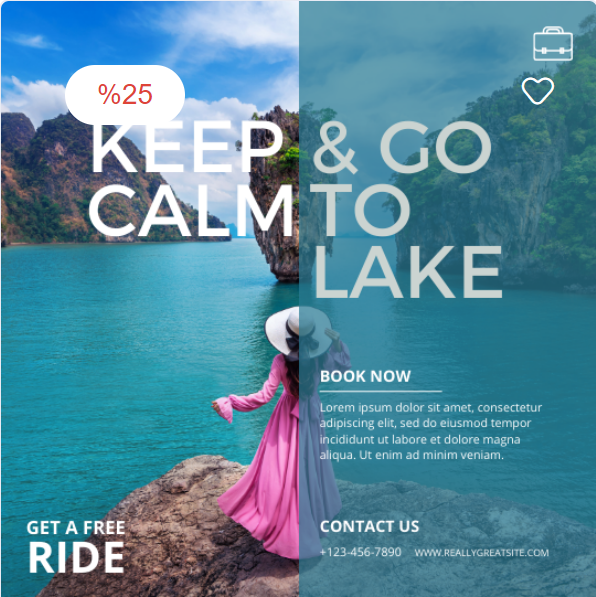 %25
KEEP & GO
CALM TO
LAKE
BOOK NOW
Lorem ipsum dolor sit amet, consectetur
adipiscing elit, sed do eiusmod tempor
incididunt ut labore et dolore magna
aliqua. Ut enim ad minim veniam.
GET A FREE
RIDE
CONTACT US
+123-456-7890 WWW.REALLYGREATSITE.COM